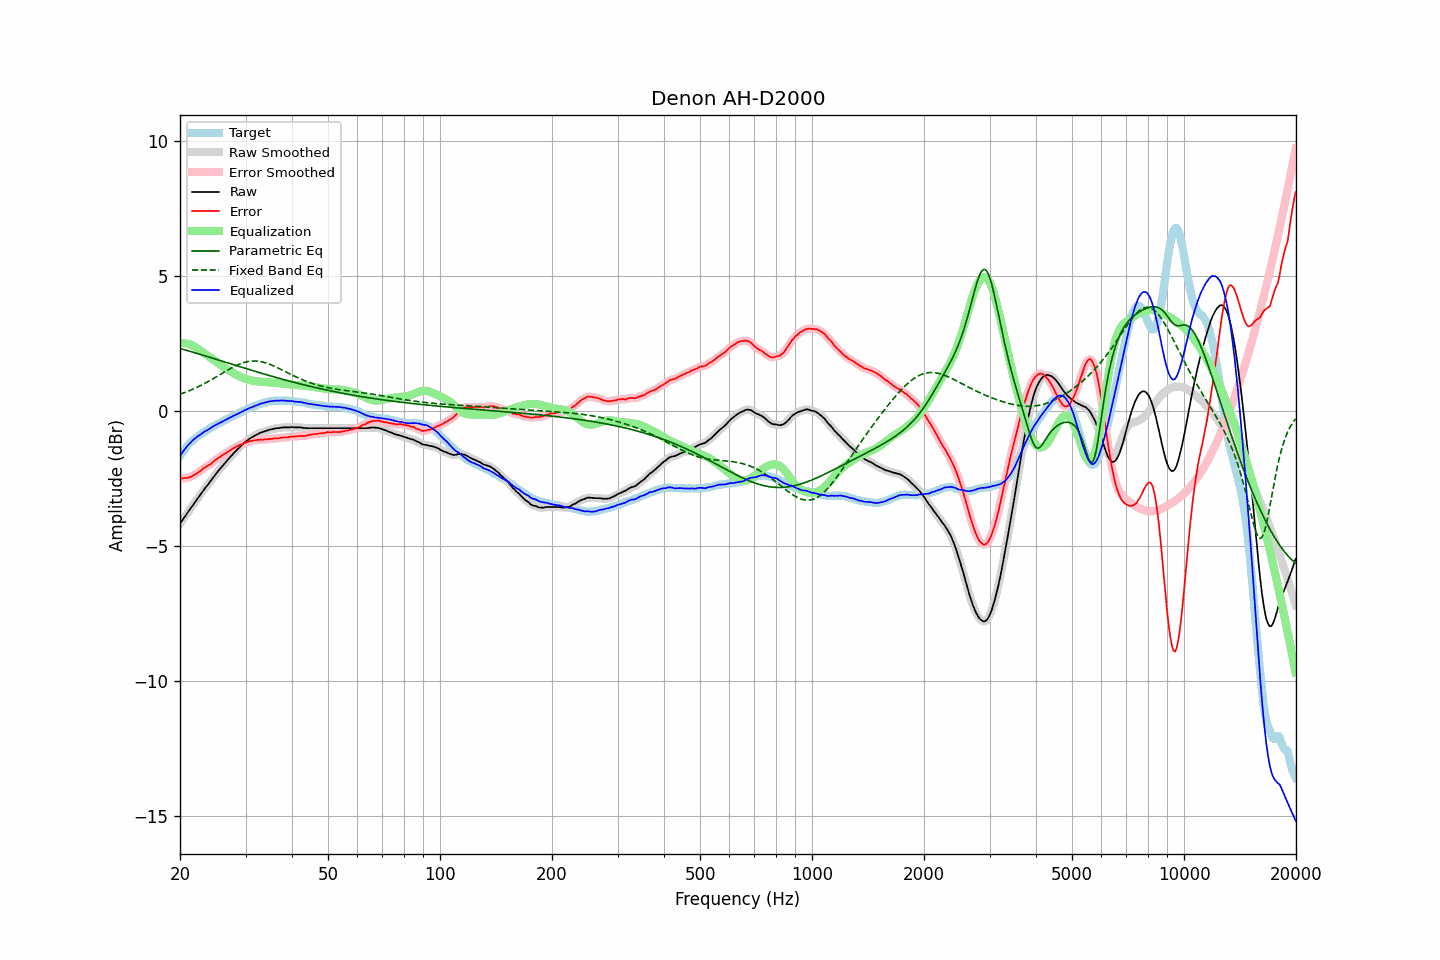 Denon AH-D2000
Amplitude (dBr)
10
5
0
−5
−10
−15
Target
Raw Smoothed
Error Smoothed
Raw
Error
Equalization
Parametric Eq
Fixed Band Eq
Equalized
20 50 100 200 500 1000 2000 5000 10000 20000
Frequency (Hz)